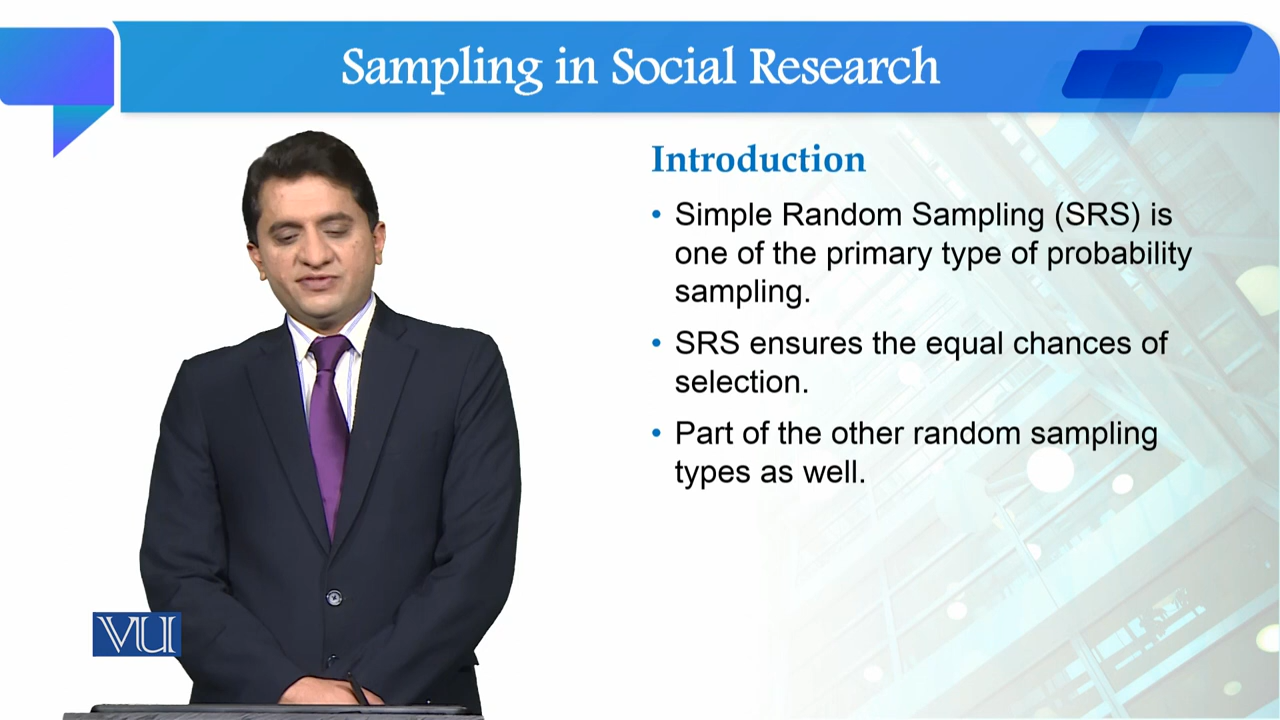 Sampling in Social Research
Introduction
• Simple Random Sampling (SRS) is
one of the primary type of probability
sampling.
• SRS ensures the equal chances of
selection.
• Part of the other random sampling
types as well.
VU